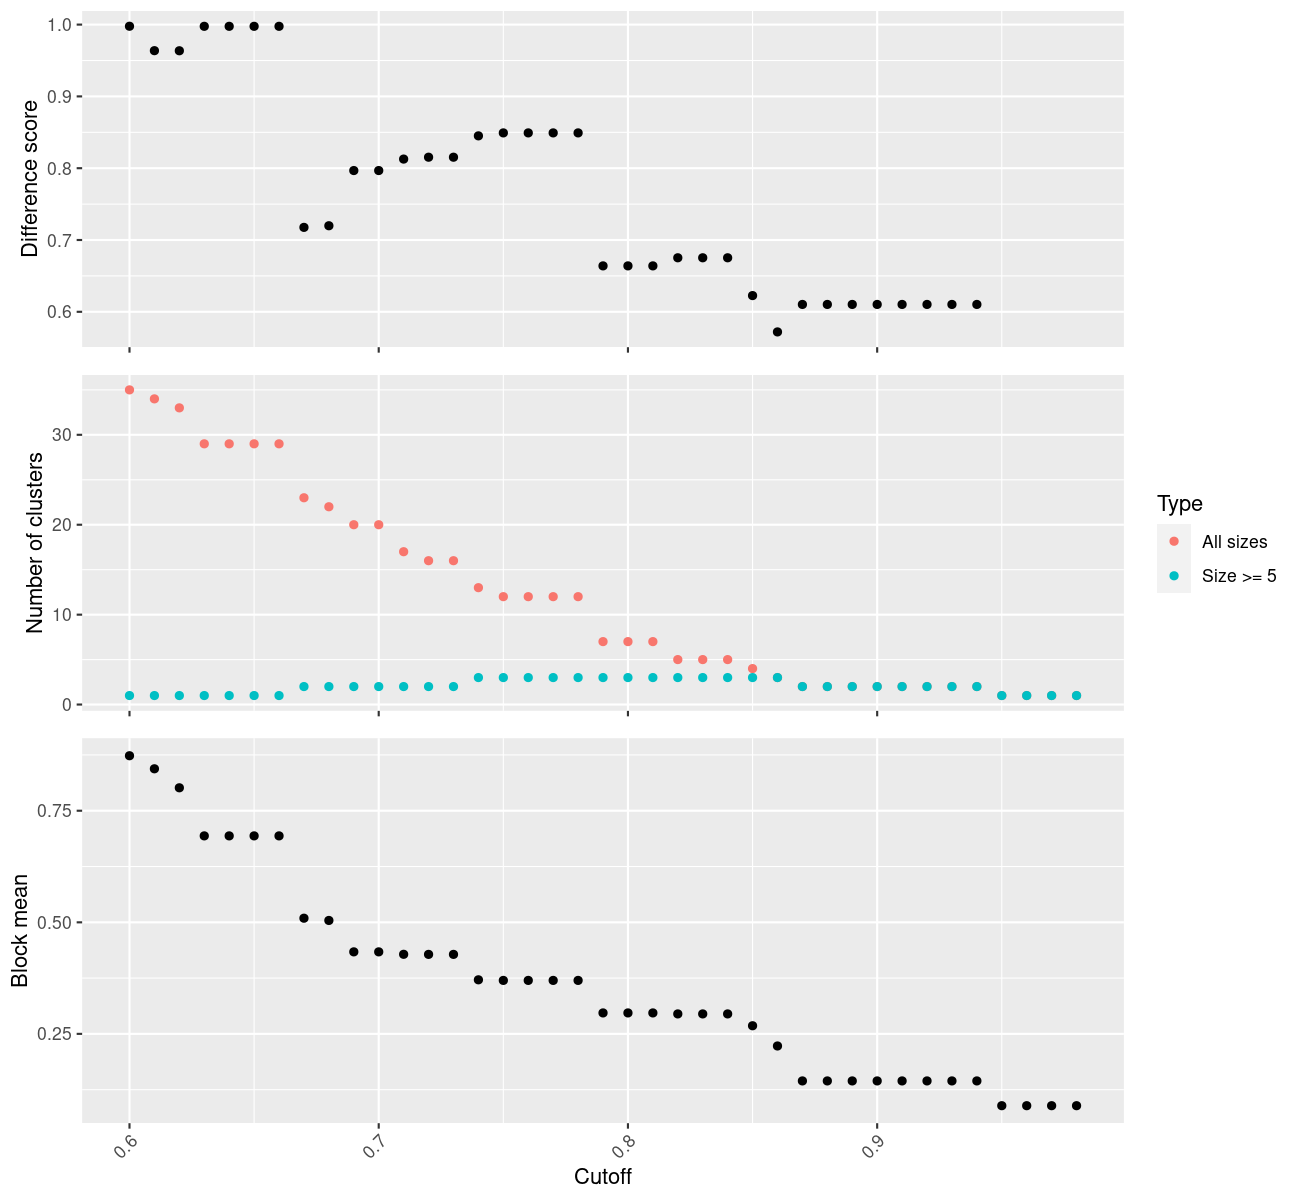 1.0
0.9
0.8
0.7
0.6
Difference score
30
20
10
0
Number of clusters
Type
All sizes
Size >= 5
0.75
0.50
0.25
Block mean
0.6
0.7
0.8
0.9
Cutoff